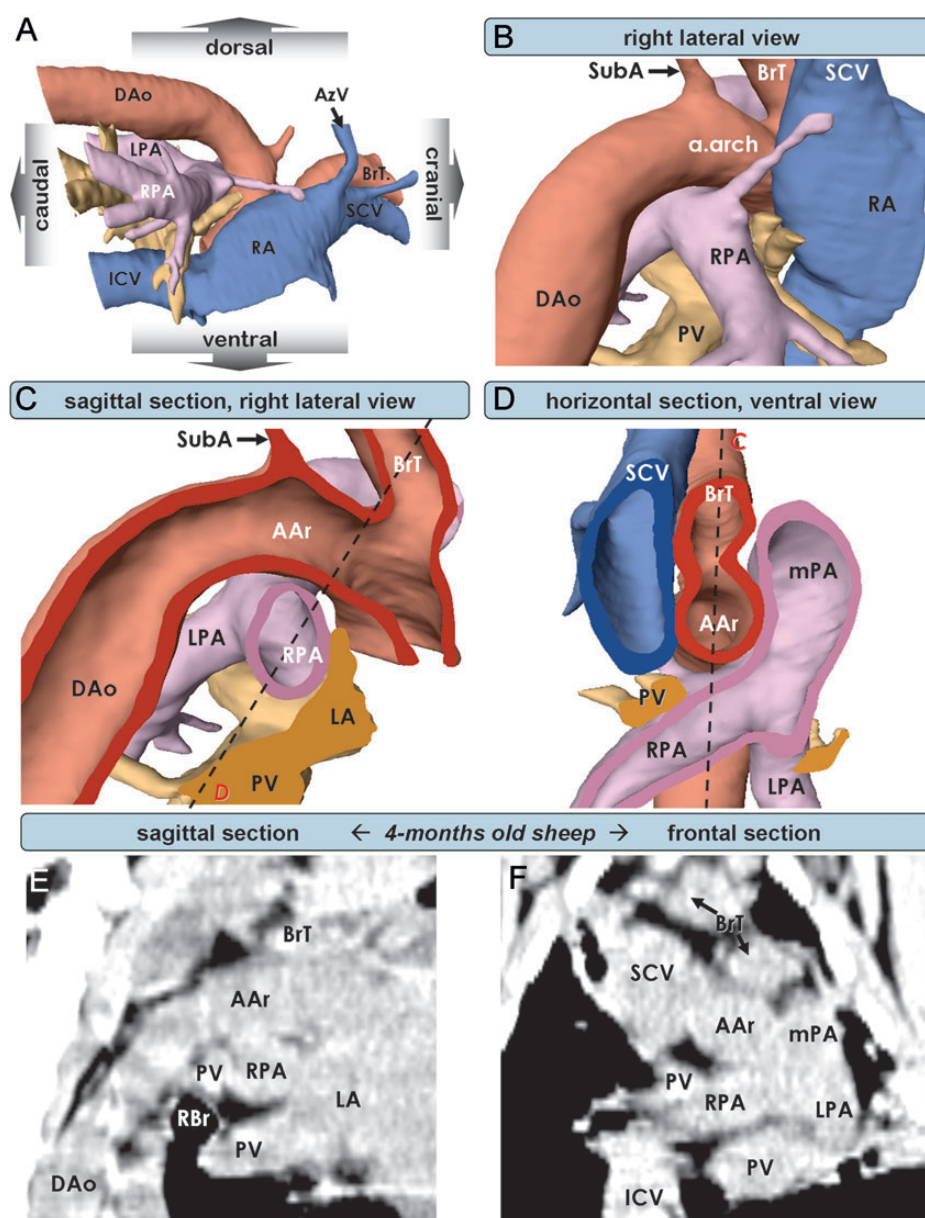 A
dorsal
DAo
AzV
LPA
caudal
RPA
BrT.
cranial
SCV
RA
ICV
ventral
B
right lateral view
SubA
BrT
SCV
a.arch
RA
RPA
DAo
PV
C
sagittal section, right lateral view
SubA
BrT
AAr
LPA
RPA
DAo
LA
PV
D
D
horizontal section, ventral view
C
SCV
BrT
mPA
AAr
PV
RPA
LPA
sagittal section ← 4-months old sheep → frontal section
E
BrT
AAr
PV RPA
LA
RBr
PV
DAo
F
BrT
SCV
AAr
mPA
PV
RPA
LPA
PV
ICV